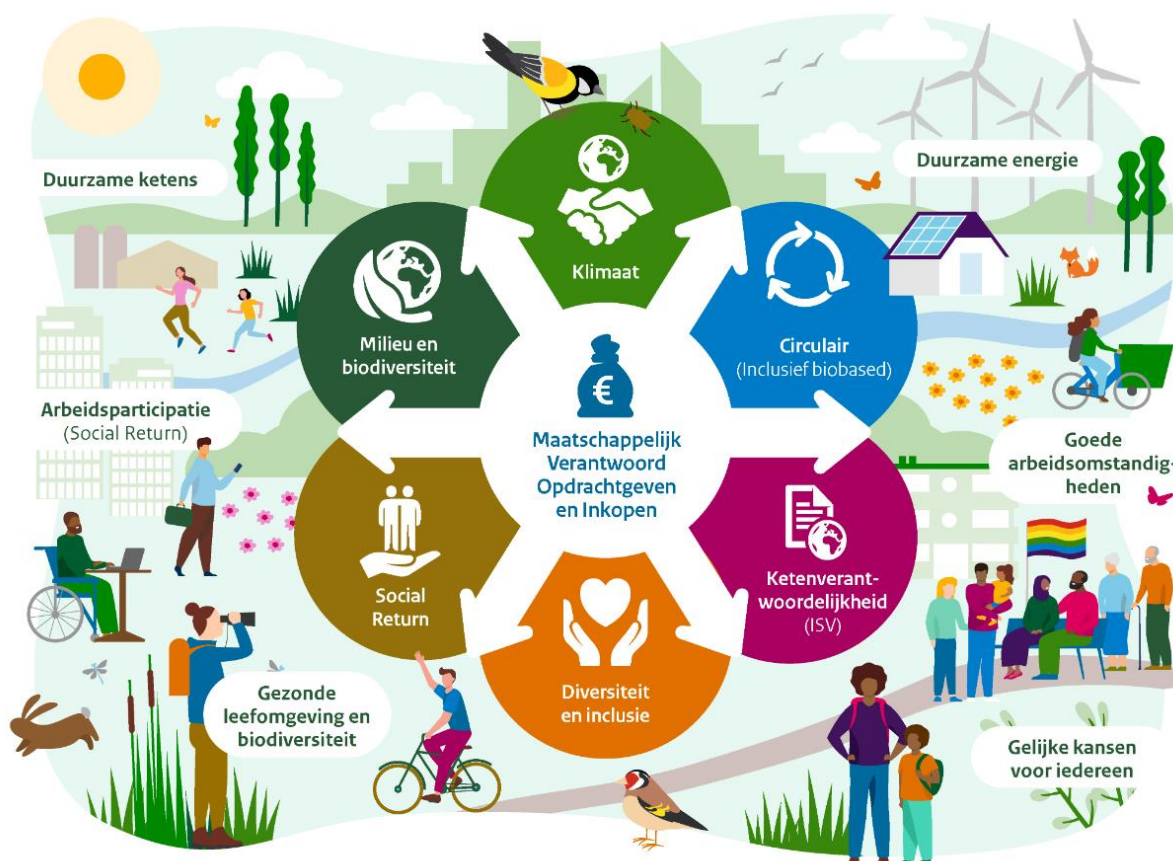 Duurzame ketens
Duurzame energie
Klimaat
Milieu en
biodiversiteit
Circulair
(Inclusief biobased)
Arbeidsparticipatie
(Social Return)
€
Maatschappelijk
Verantwoord
Opdrachtgeven
en Inkopen
Goede
arbeidsomstandig-
heden
Social
Return
Ketenverant-
woordelijkheid
(ISV)
Diversiteit
en inclusie
Gezonde
leefomgeving en
biodiversiteit
Gelijke kansen
voor iedereen